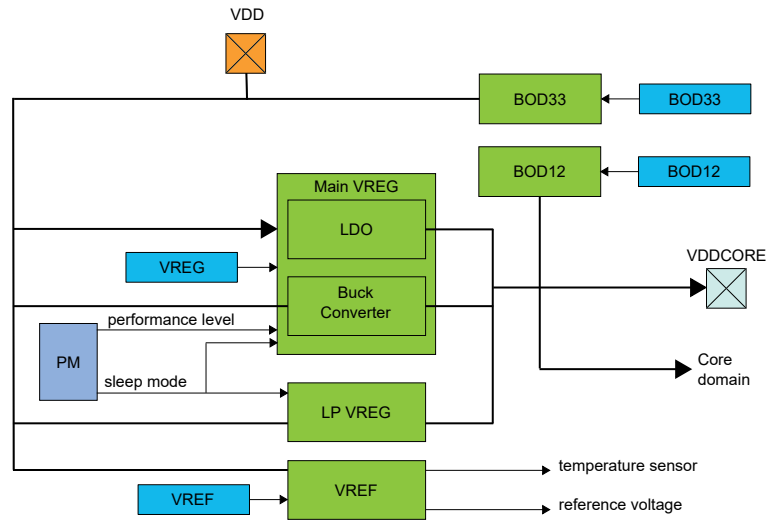 VDD
BOD33
BOD33
BOD12
BOD12
Main VREG
LDO
VREG
VDDCORE
Buck
Converter
performance level
PM
sleep mode
Core
domain
LP VREG
VREF
VREF
temperature sensor
reference voltage